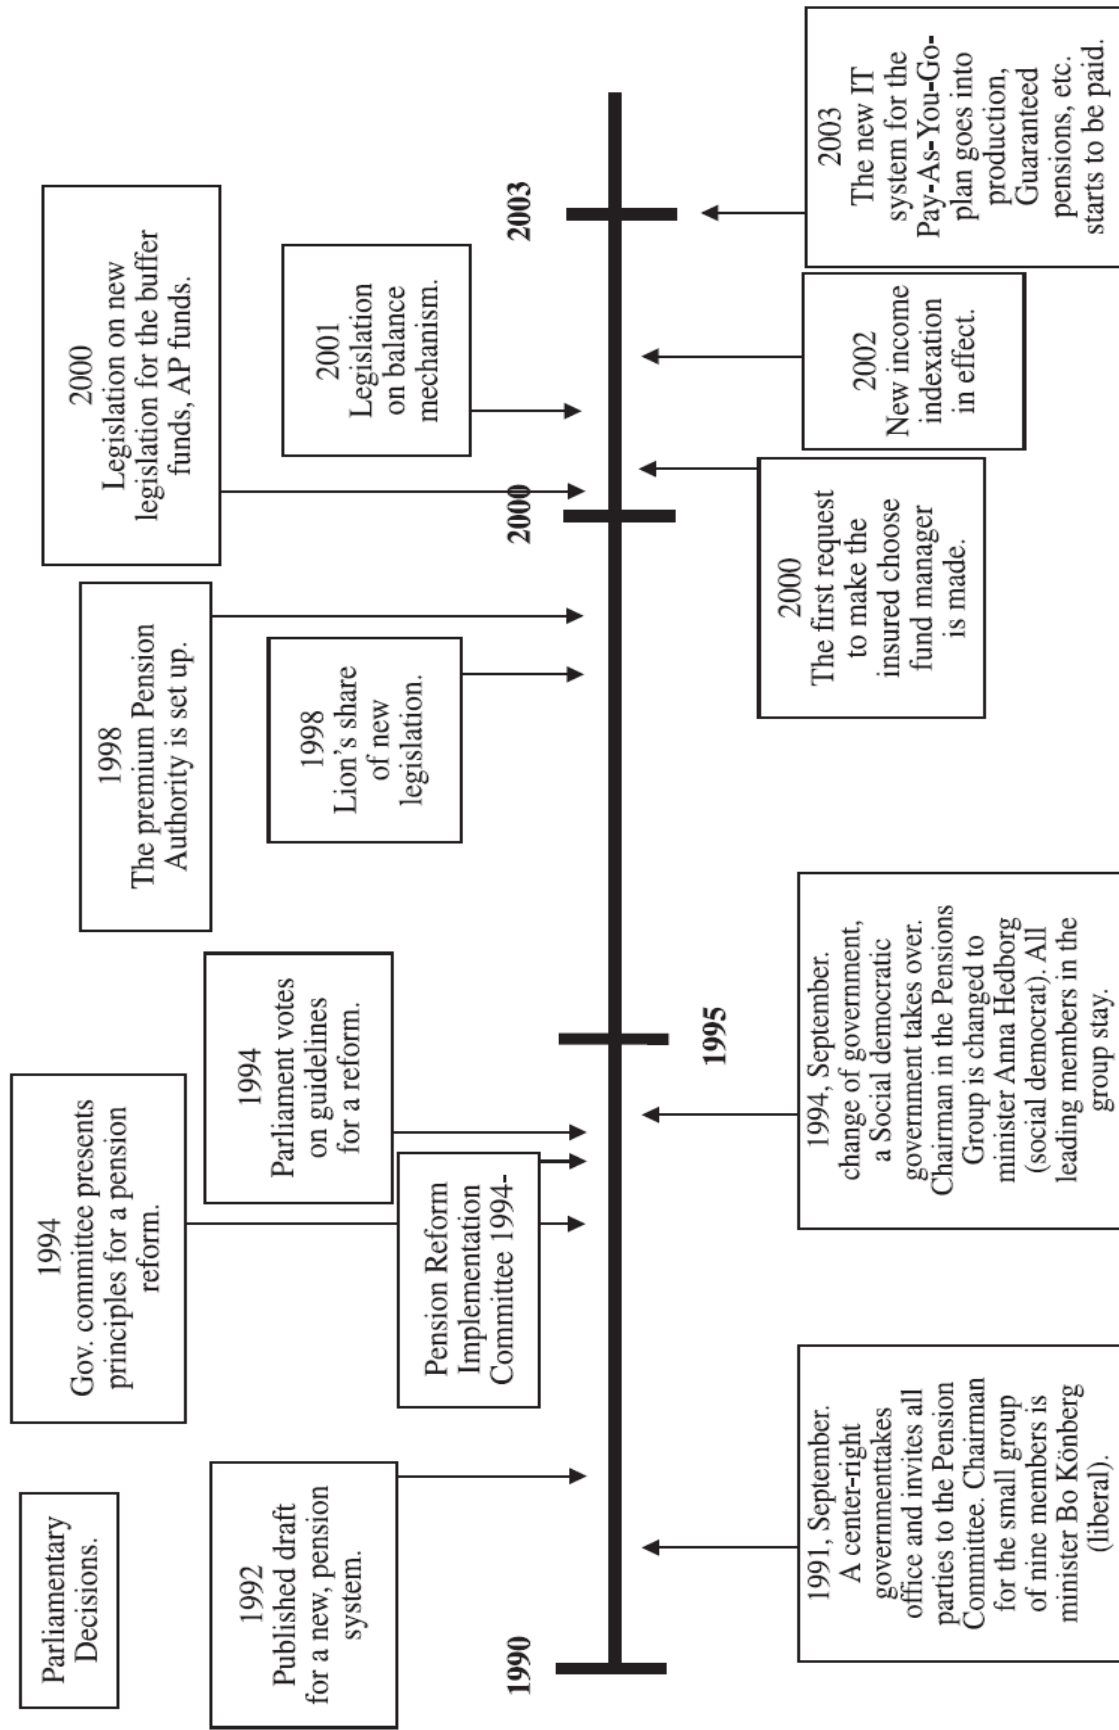 Parliamentary
Decisions.
1992
Published draft
for a new, pension
system.
1994
Gov. committee presents
principles for a pension
reform.
Pension Reform
Implementation
Committee 1994-
1994
Parliament votes
on guidelines
for a reform.
1998
The premium Pension
Authority is set up.
1998
Lion's share
of new
legislation.
2000
Legislation on new
legislation for the buffer
funds, AP funds.
2001
Legislation
on balance
mechanism.
1990
1995
2000
2003
1991, September.
A center-right
governmenttakes
office and invites all
parties to the Pension
Committee. Chairman
for the small group
of nine members is
minister Bo Könberg
(liberal).
1994, September.
change of government,
a Social democratic
government takes over.
Chairman in the Pensions
Group is changed to
minister Anna Hedborg
(social democrat). All
leading members in the
group stay.
2000
The first request
to make the
insured choose
fund manager
is made.
2002
New income
indexation
in effect.
2003
The new IT
system for the
Pay-As-You-Go-
plan goes into
production,
Guaranteed
pensions, etc.
starts to be paid.